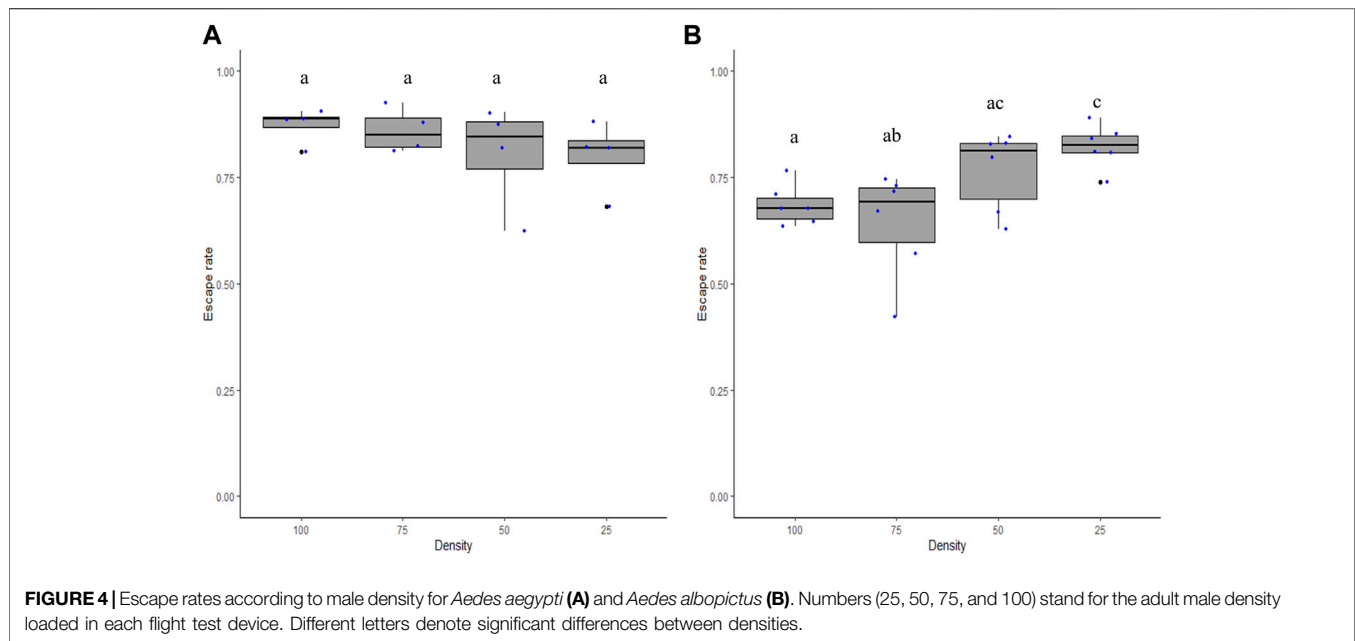 A
B
a a a a
a ab ac c
1.00
0.75
0.50
0.25
0.00
Escape rate
100 75 50 25
Density
1.00
0.75
0.50
0.25
0.00
Escape rate
100 75 50 25
Density
FIGURE 4 | Escape rates according to male density for Aedes aegypti (A) and Aedes albopictus (B). Numbers (25, 50, 75, and 100) stand for the adult male density
loaded in each flight test device. Different letters denote significant differences between densities.